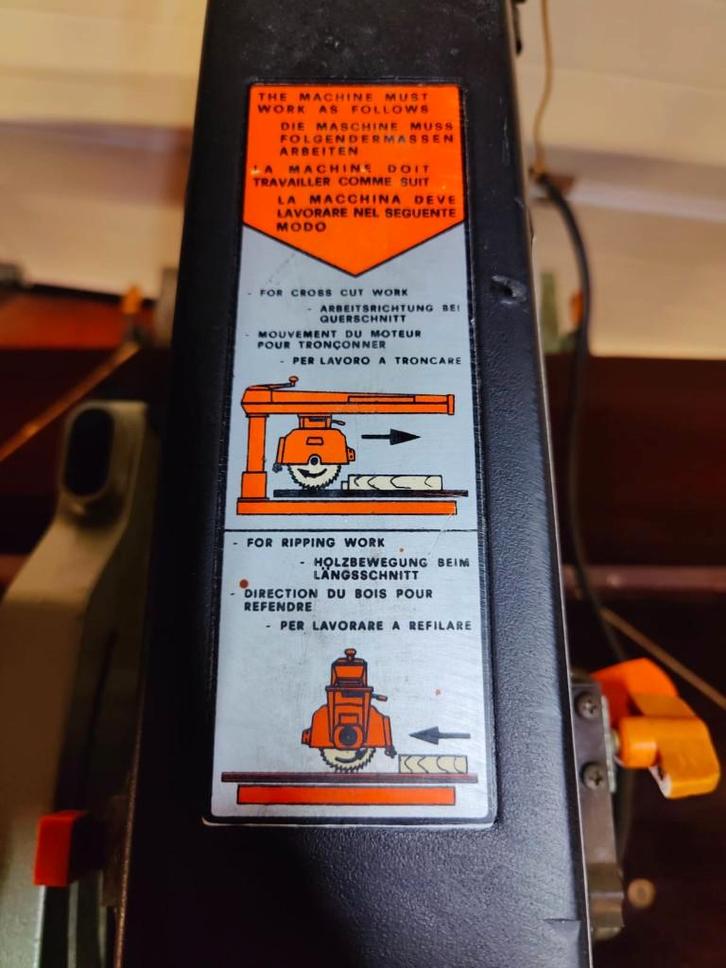 THE MACHINE MUST
WORK AS FOLLOWS
DIE MASCHINE MUSS
FOLGENDERMASSEN
ARBEITEN
LA MACHINE DOIT
TRAVAILLER COMME SUIT
LA MACCHINA DEVE
LAVORARE NEL SEGUENTE
MODO
- FOR CROSS CUT WORK
- ARBEITSRICHTUNG BEI
QUERSCHNITT
- MOUVEMENT DU MOTEUR
POUR TRONÇONNER
- PER LAVORO A TRONCARE
- FOR RIPPING WORK
- HOLZBEWEGUNG BEIM
LÄNGSSCHNITT
- DIRECTION DU BOIS POUR
REFENDRE
- PER LAVORARE A REFILARE